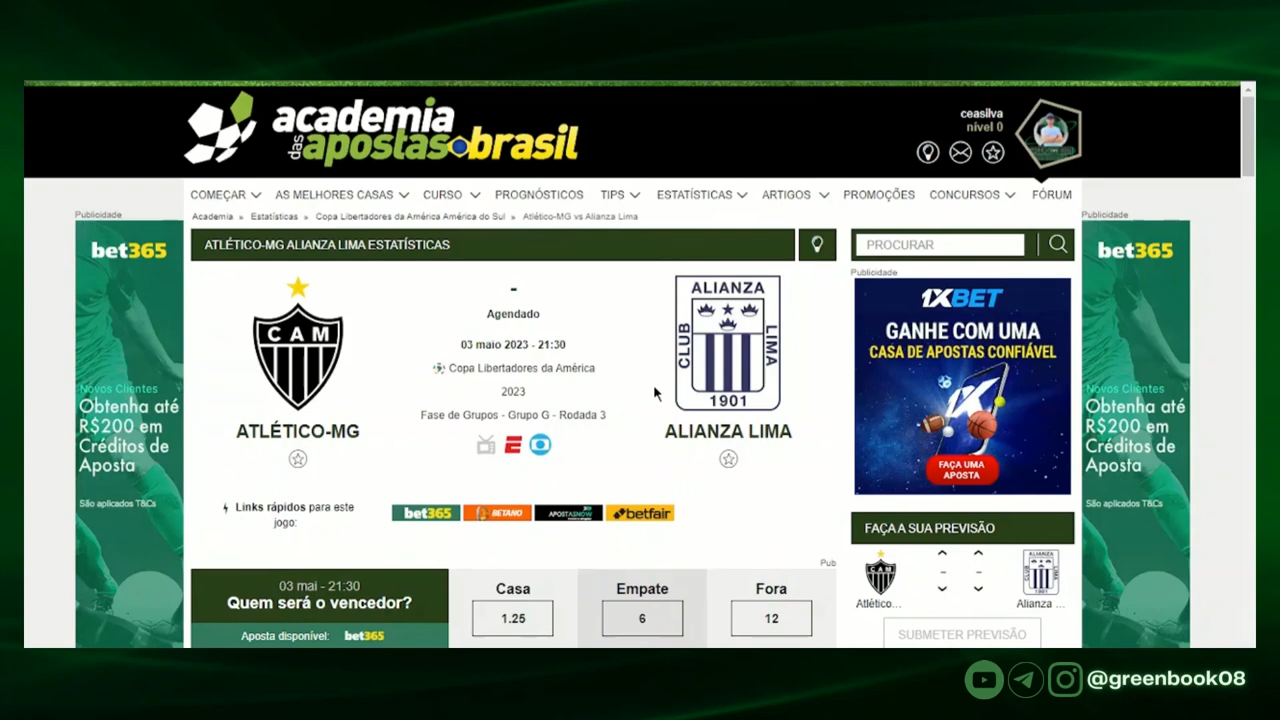 academia
das apostas brasil
ceasilva
nível 0
COMEÇAR
AS MELHORES CASAS
CURSO
PROGNÓSTICOS
TIPS
ESTATÍSTICAS
ARTIGOS
PROMOÇÕES
CONCURSOS
FÓRUM
Academia » Estatísticas » Copa Libertadores da América América do Sul » Atlético-MG vs Alianza Lima
Publicidade
bet365
Novos Clientes
Obtenha até
R$200 em
Créditos de
Aposta
São aplicados T&Cs
ATLÉTICO-MG ALIANZA LIMA ESTATÍSTICAS
CAM
ATLÉTICO-MG
-
Agendado
03 maio 2023 - 21:30
Copa Libertadores da América
2023
Fase de Grupos - Grupo G - Rodada 3
ALIANZA
CLUB
LIMA
1901
ALIANZA LIMA
Links rápidos para este
jogo:
bet365
BETANO
APOSTASNOW
betfair
Pub
03 mai - 21:30
Quem será o vencedor?
Aposta disponível: bet365
Casa
1.25
Empate
6
Fora
12
PROCURAR
Publicidade
1XBET
GANHE COM UMA
CASA DE APOSTAS CONFIÁVEL
FAÇA UMA
APOSTA
FAÇA A SUA PREVISÃO
CAM
Atlético...
-
-
ALIANZA
Alianza ...
SUBMETER PREVISÃO
Publicidade
bet365
Novos Clientes
Obtenha até
R$200 em
Créditos de
Aposta
São aplicados T&Cs
@greenbook08